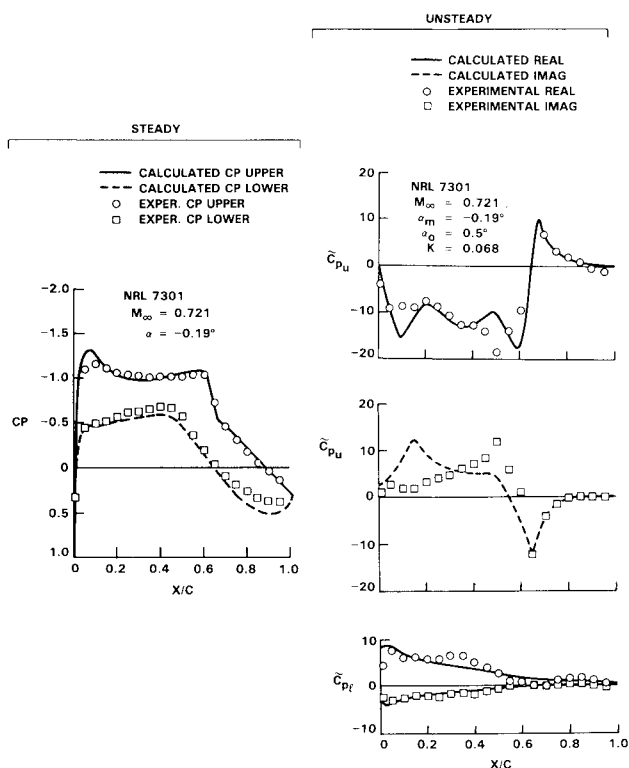 UNSTEADY
CALCULATED REAL
CALCULATED IMAG
EXPERIMENTAL REAL
EXPERIMENTAL IMAG
STEADY
CALCULATED CP UPPER
CALCULATED CP LOWER
EXPER. CP UPPER
EXPER. CP LOWER
-2.0
-1.5
-1.0
-0.5
0
0.5
1.0
CP
NRL 7301
M∞ = 0.721
α = -0.19°
0 0.2 0.4 0.6 0.8 1.0
X/C
20
10
0
-10
-20
C̃pu
NRL 7301
M∞ = 0.721
αm = -0.19°
αo = 0.5°
K = 0.068
20
10
0
-10
-20
C̃pu
10
0
-10
C̃pℓ
0 0.2 0.4 0.6 0.8 1.0
X/C